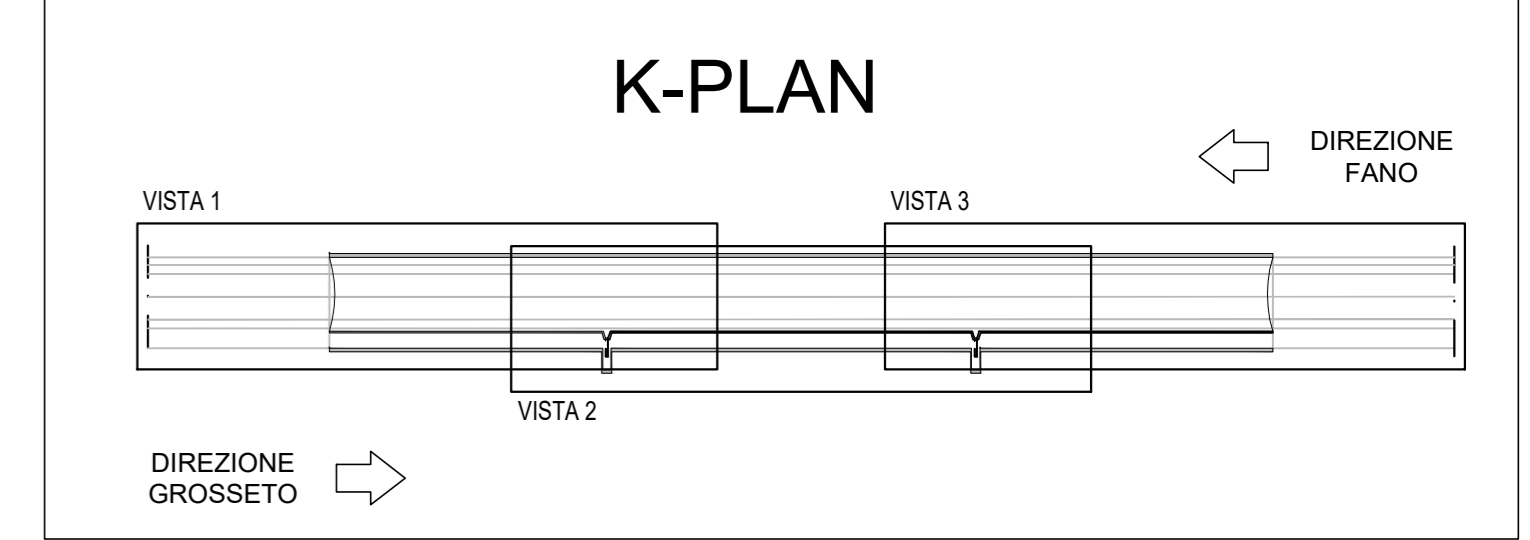 K-PLAN
DIREZIONE
FANO
VISTA 1
VISTA 3
VISTA 2
DIREZIONE
GROSSETO